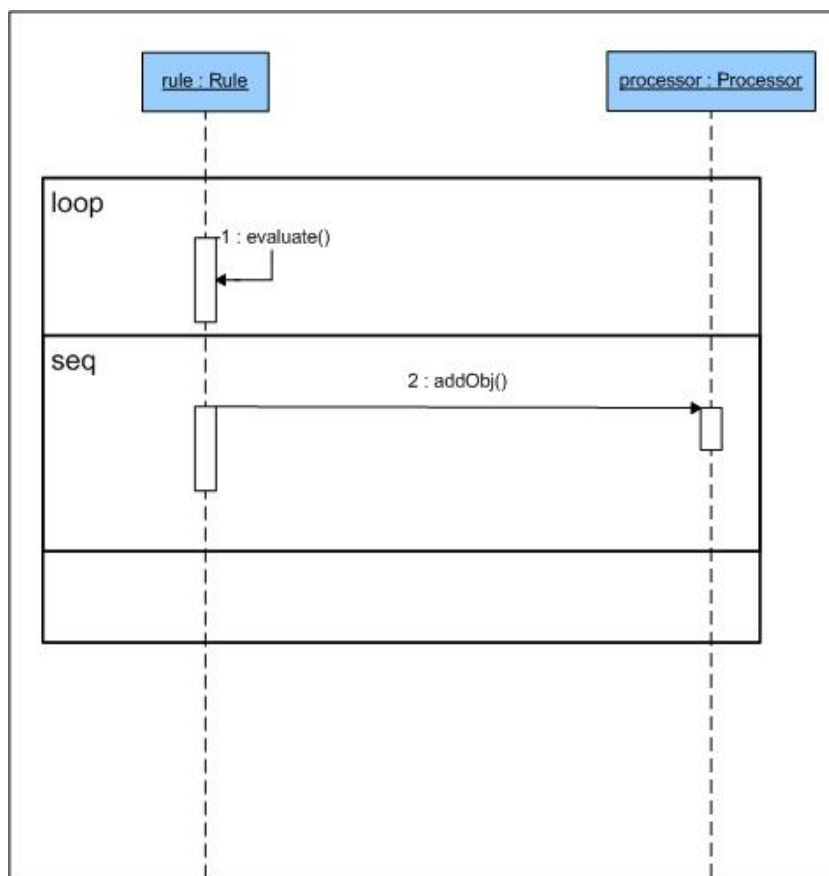 rule : Rule
processor : Processor
loop
1 : evaluate()
seq
2 : addObj()